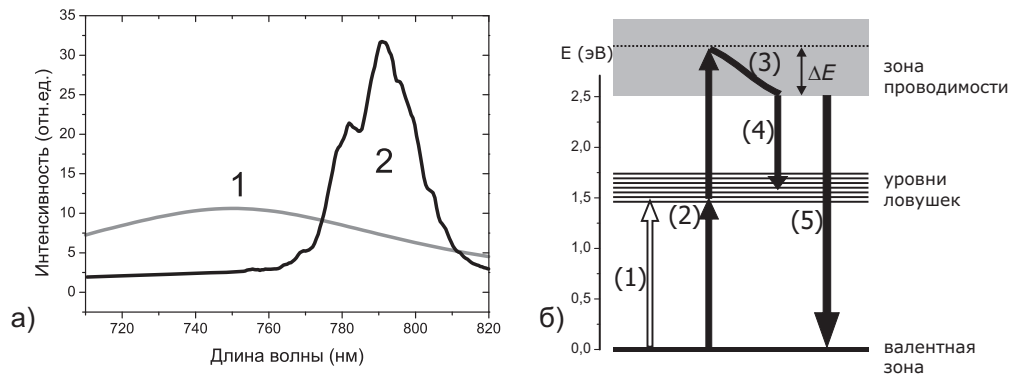 35
30
25
20
15
10
5
0
Интенсивность (отн.ед.)
1
2
720
740
760
780
800
820
Длина волны (нм)
а)
E (эВ)
2,5
2,0
1,5
1,0
0,5
0,0
(1)
(2)
(3)
ΔE
(4)
(5)
зона
проводимости
уровни
ловушек
валентная
зона
б)